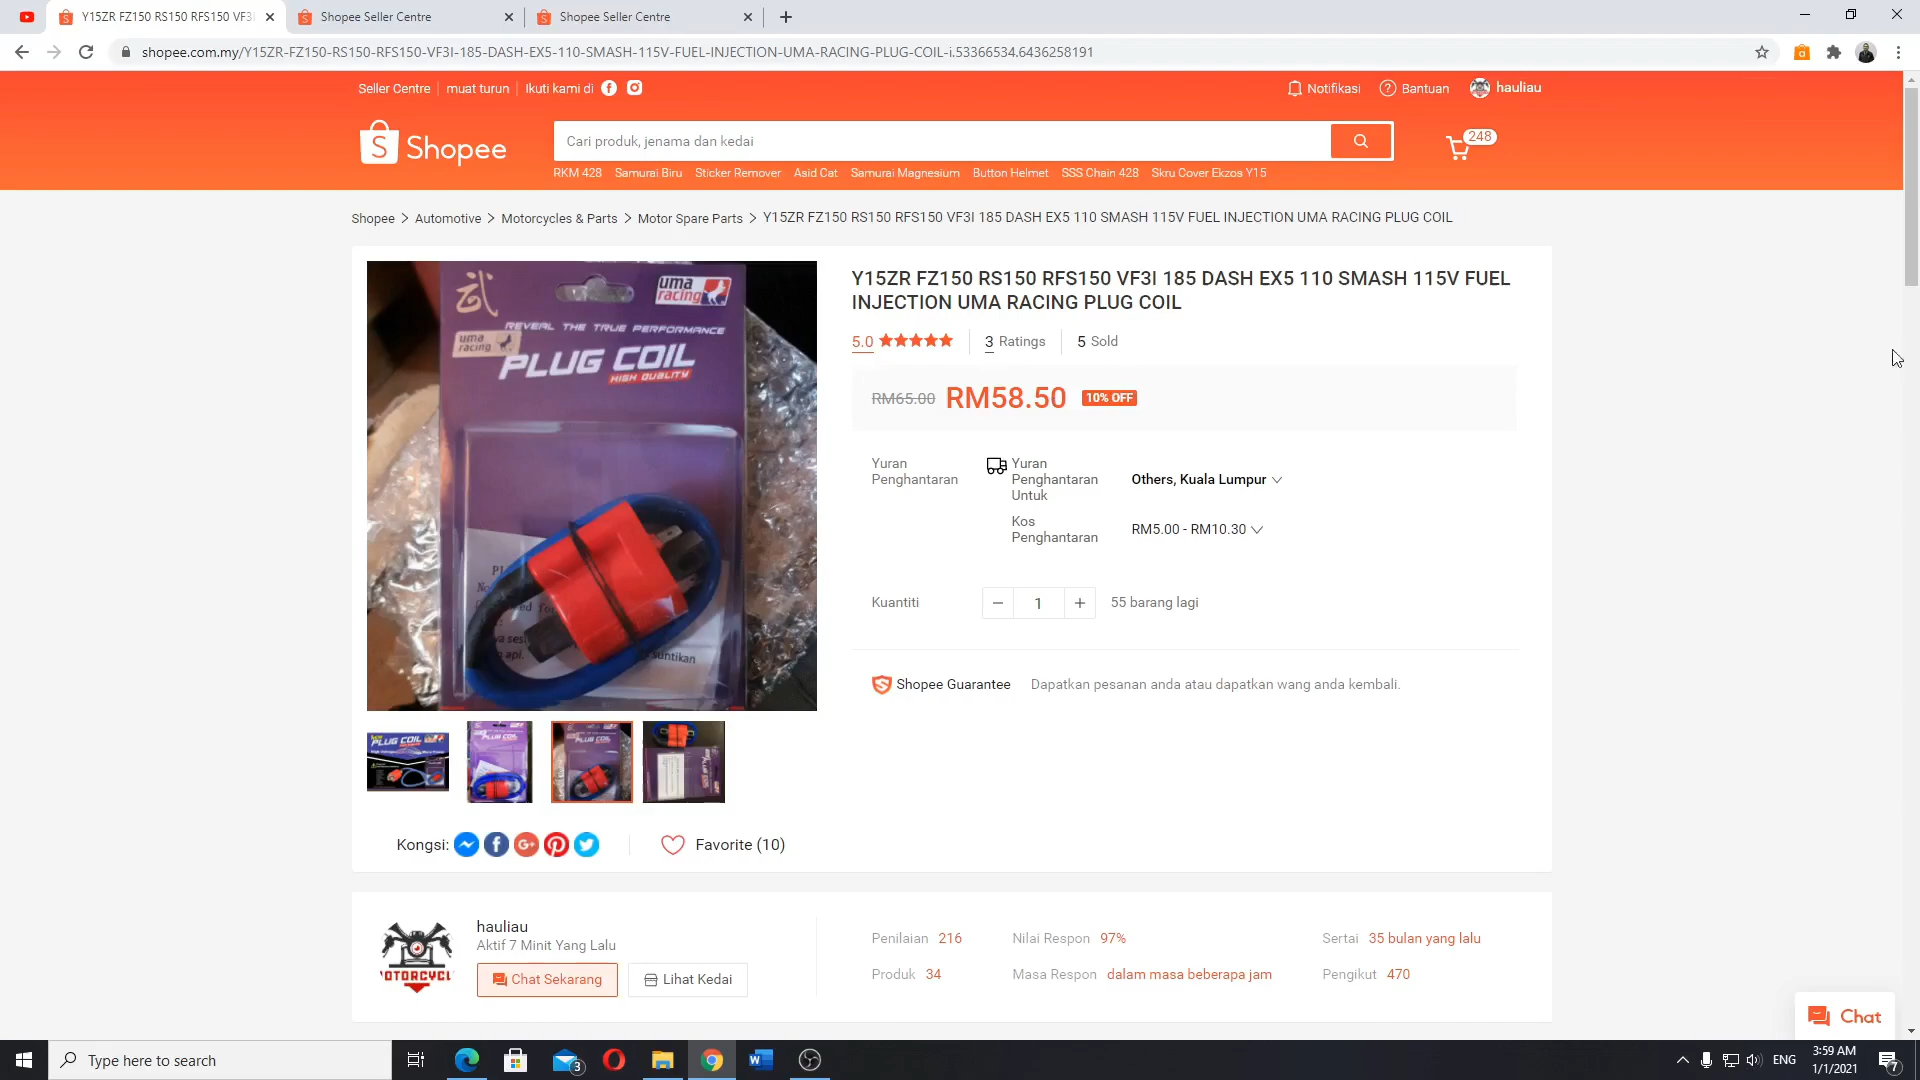 Y15ZR FZ150 RS150 RFS150 VF3I
Shopee Seller Centre
Shopee Seller Centre
shopee.com.my/Y15ZR-FZ150-RS150-RFS150-VF3I-185-DASH-EX5-110-SMASH-115V-FUEL-INJECTION-UMA-RACING-PLUG-COIL-i.53366534.6436258191
Seller Centre muat turun Ikuti kami di
Notifikasi Bantuan hauliau
Shopee
Cari produk, jenama dan kedai
248
RKM 428 Samurai Biru Sticker Remover Asid Cat Samurai Magnesium Button Helmet SSS Chain 428 Skru Cover Ekzos Y15
Shopee > Automotive > Motorcycles & Parts > Motor Spare Parts > Y15ZR FZ150 RS150 RFS150 VF3I 185 DASH EX5 110 SMASH 115V FUEL INJECTION UMA RACING PLUG COIL
武
uma
racing
REVEAL THE TRUE PERFORMANCE
uma
racing
PLUG COIL
HIGH QUALITY
suntikan
Y15ZR FZ150 RS150 RFS150 VF3I 185 DASH EX5 110 SMASH 115V FUEL
INJECTION UMA RACING PLUG COIL
5.0 3 Ratings 5 Sold
RM65.00 RM58.50 10% OFF
Yuran
Penghantaran
Yuran
Penghantaran
Untuk
Others, Kuala Lumpur
Kos
Penghantaran
RM5.00 - RM10.30
Kuantiti − 1 + 55 barang lagi
Shopee Guarantee Dapatkan pesanan anda atau dapatkan wang anda kembali.
PLUG COIL
Kongsi: Favorite (10)
hauliau
Aktif 7 Minit Yang Lalu
Chat Sekarang Lihat Kedai
Penilaian 216 Nilai Respon 97% Sertai 35 bulan yang lalu
Produk 34 Masa Respon dalam masa beberapa jam Pengikut 470
Chat
Type here to search
3
ENG
3:59 AM
1/1/2021
7